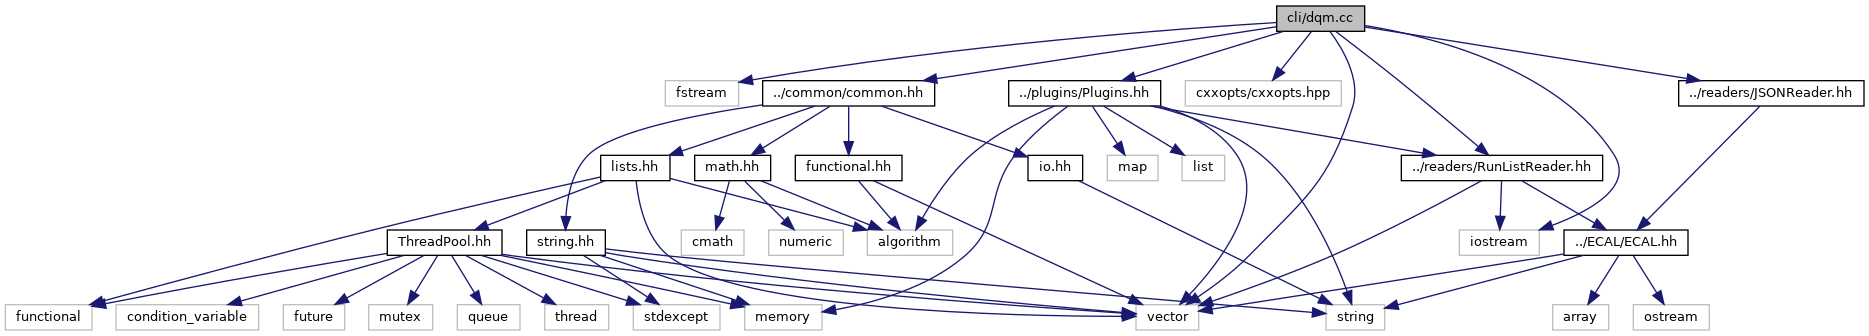 cli/dqm.cc
fstream
../common/common.hh
../plugins/Plugins.hh
cxxopts/cxxopts.hpp
../readers/JSONReader.hh
lists.hh
math.hh
functional.hh
io.hh
map
list
../readers/RunListReader.hh
ThreadPool.hh
string.hh
cmath
numeric
algorithm
iostream
../ECAL/ECAL.hh
functional
condition_variable
future
mutex
queue
thread
stdexcept
memory
vector
string
array
ostream